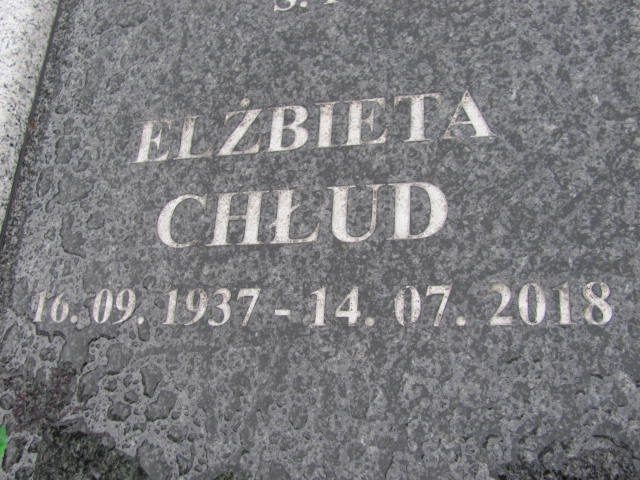 ELŻBIETA
CHŁUD
16. 09. 1937 - 14. 07. 2018